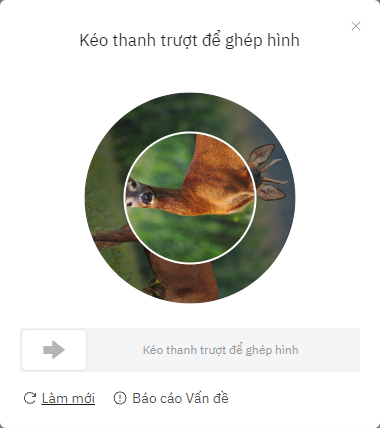 Kéo thanh trượt để ghép hình
Kéo thanh trượt để ghép hình
Làm mới
Báo cáo Vấn đề